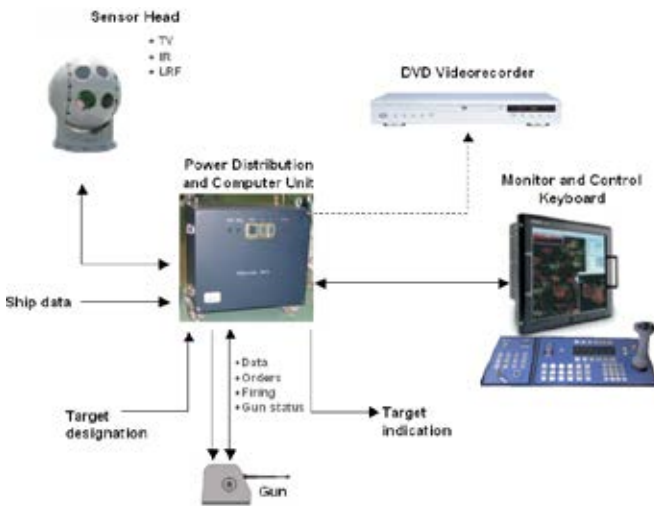 Sensor Head
• TV
• IR
• LRF
DVD Videorecorder
Power Distribution
and Computer Unit
Monitor and Control
Keyboard
Ship data
• Data
• Orders
• Firing
• Gun status
Target
designation
Target
indication
Gun